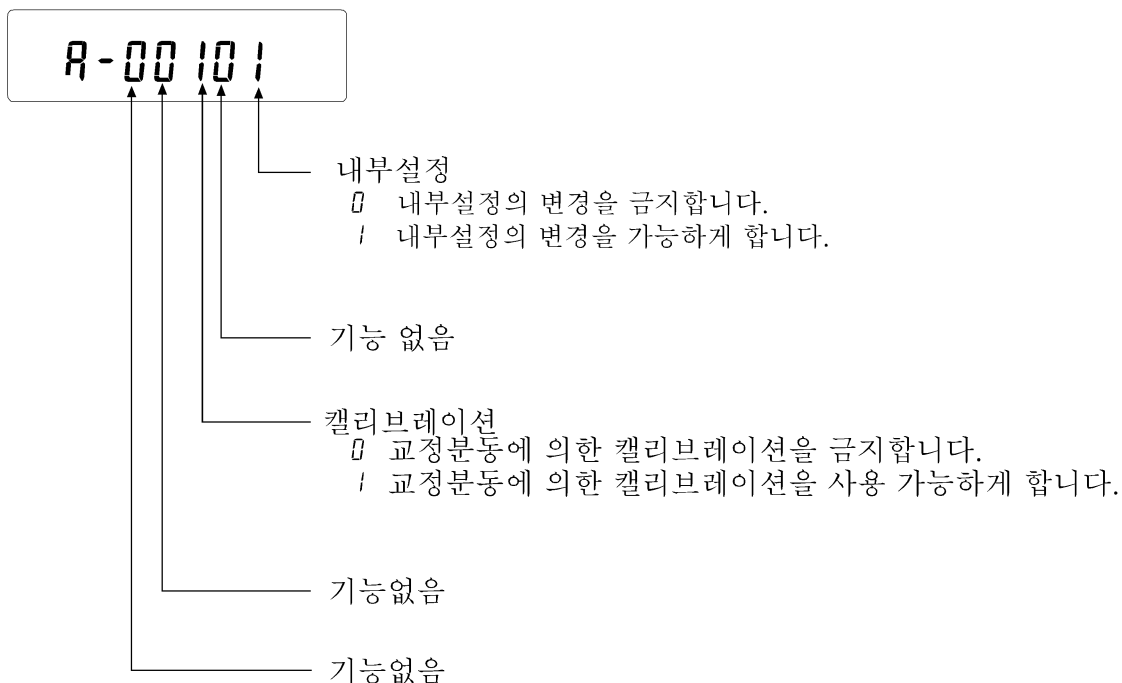 A-00101
내부설정
0 내부설정의 변경을 금지합니다.
1 내부설정의 변경을 가능하게 합니다.
기능 없음
캘리브레이션
0 교정분동에 의한 캘리브레이션을 금지합니다.
1 교정분동에 의한 캘리브레이션을 사용 가능하게 합니다.
기능없음
기능없음